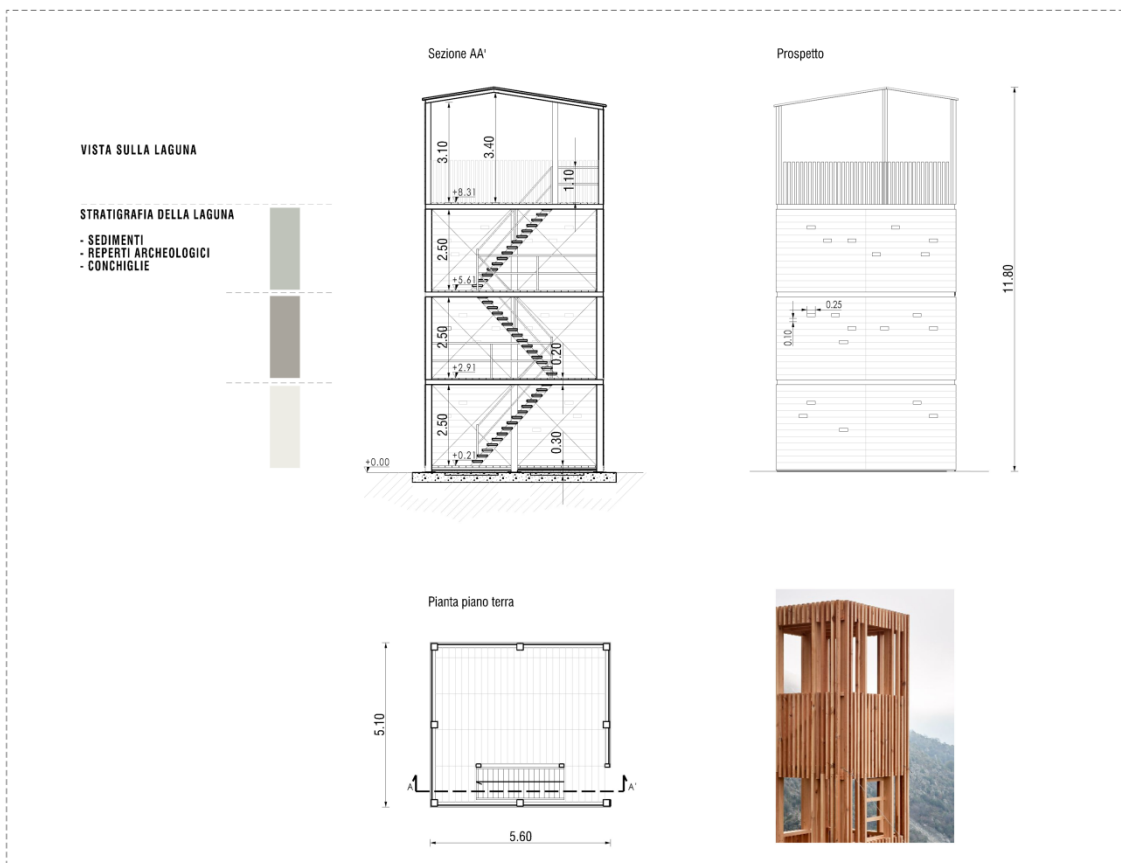 Sezione AA'
Prospetto
VISTA SULLA LAGUNA
STRATIGRAFIA DELLA LAGUNA
- SEDIMENTI
- REPERTI ARCHEOLOGICI
- CONCHIGLIE
3.10
3.40
1.10
+8.31
2.50
+5.61
2.50
0.20
+2.91
2.50
0.30
+0.21
+0.00
0.25
0.10
11.80
Pianta piano terra
5.10
A
A'
5.60